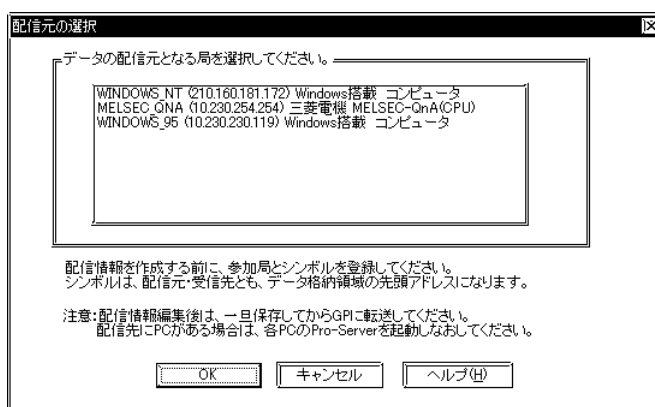 配信元の選択
データの配信元となる局を選択してください。
WINDOWS_NT (210.160.181.172) Windows搭載 コンピュータ
MELSEC_QNA (10.230.254.254) 三菱電機 MELSEC-QnA(CPU)
WINDOWS_95 (10.230.230.119) Windows搭載 コンピュータ
配信情報を作成する前に、参加局とシンボルを登録してください。
シンボルは、配信元・受信先とも、データ格納領域の先頭アドレスになります。
注意:配信情報編集後は、一旦保存してからGPに転送してください。
配信先にPCがある場合は、各PCのPro-Serverを起動しなおしてください。
OK キャンセル ヘルプ(H)